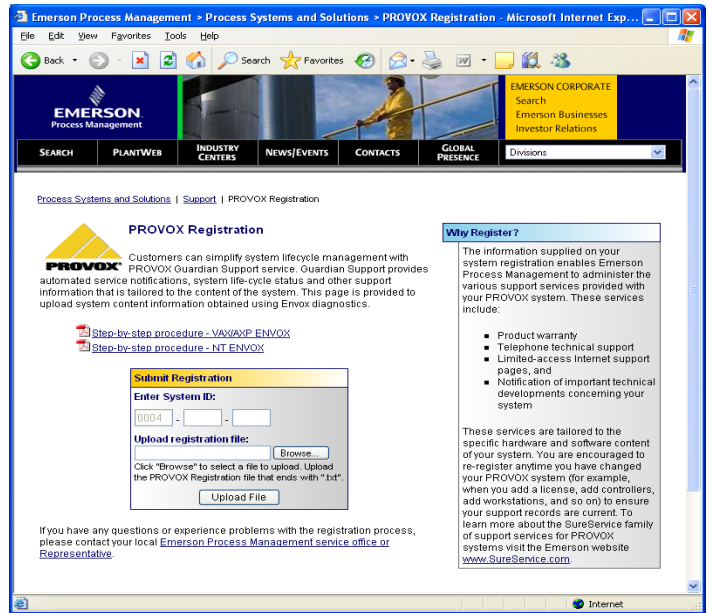 Emerson Process Management > Process Systems and Solutions > PROVOX Registration - Microsoft Internet Exp...
File Edit View Favorites Tools Help
Back Search Favorites
EMERSON
Process Management
EMERSON CORPORATE
Search
Emerson Businesses
Investor Relations
SEARCH PLANTWEB INDUSTRY CENTERS NEWS/EVENTS CONTACTS GLOBAL PRESENCE Divisions
Process Systems and Solutions | Support | PROVOX Registration
PROVOX
PROVOX Registration
Customers can simplify system lifecycle management with
PROVOX Guardian Support service. Guardian Support provides
automated service notifications, system life-
cycle status and other support
information that is tailored to the content of the system. This page is provided to
upload system content information obtained using Envox diagnostics.
Step-by-step procedure - VAX/AXP ENVOX
Step-by-step procedure - NT ENVOX
Submit Registration
Enter System ID:
0004 - -
Upload registration file:
Browse...
Click "Browse" to select a file to upload. Upload
the PROVOX Registration file that ends with ".txt".
Upload File
If you have any questions or experience problems with the registration process,
please contact your local Emerson Process Management service office or
Representative.
Why Register?
The information supplied on your
system registration enables Emerson
Process Management to administer the
various support services provided with
your PROVOX system. These services
include:
Product warranty
Telephone technical support
Limited-access Internet support
pages, and
Notification of important technical
developments concerning your
system
These services are tailored to the
specific hardware and software content
of your system. You are encouraged to
re-register anytime you have changed
your PROVOX system (for example,
when you add a license, add controllers,
add workstations, and so on) to ensure
your support records are current. To
learn more about the SureService family
of support services for PROVOX
systems visit the Emerson website
www.SureService.com.
Internet